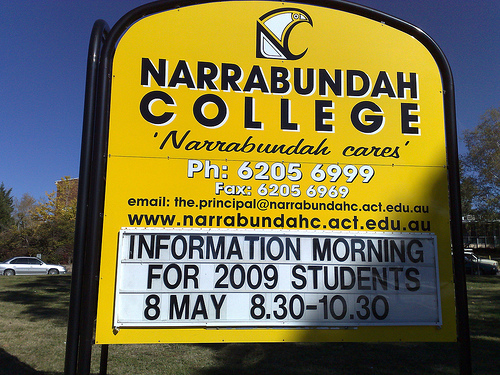 NARRABUNDAH
COLLEGE
'Narrabundah cares'
Ph: 6205 6999
Fax: 6205 6969
email: the.principal@narrabundahc.act.edu.au
www.narrabundahc.act.edu.au
INFORMATION MORNING
FOR 2009 STUDENTS
8 MAY 8.30-10.30